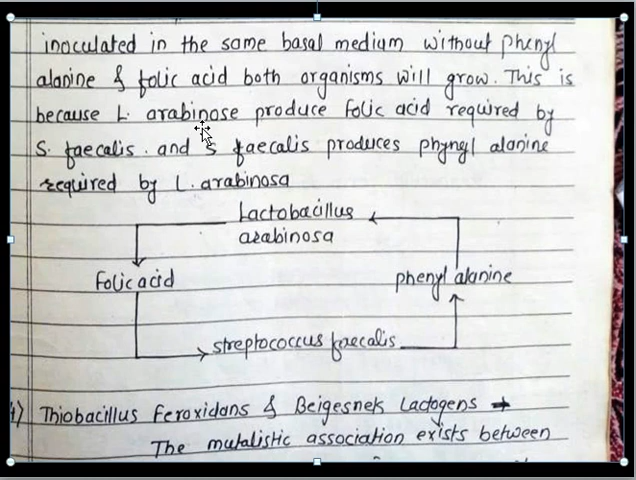 inoculated in the same basal medium without phenyl
alanine & folic acid both organisms will grow. This is
because L. arabinose produce folic acid required by
S. faecalis. and S faecalis produces phyngl alanine
required by L. arabinosa
Lactobacillus
arabinosa
Folic acid
phenyl alanine
streptococcus faecalis
4) Thiobacillus Feroxidans & Beigesnek Lactogens →
The mutalistic association exists between